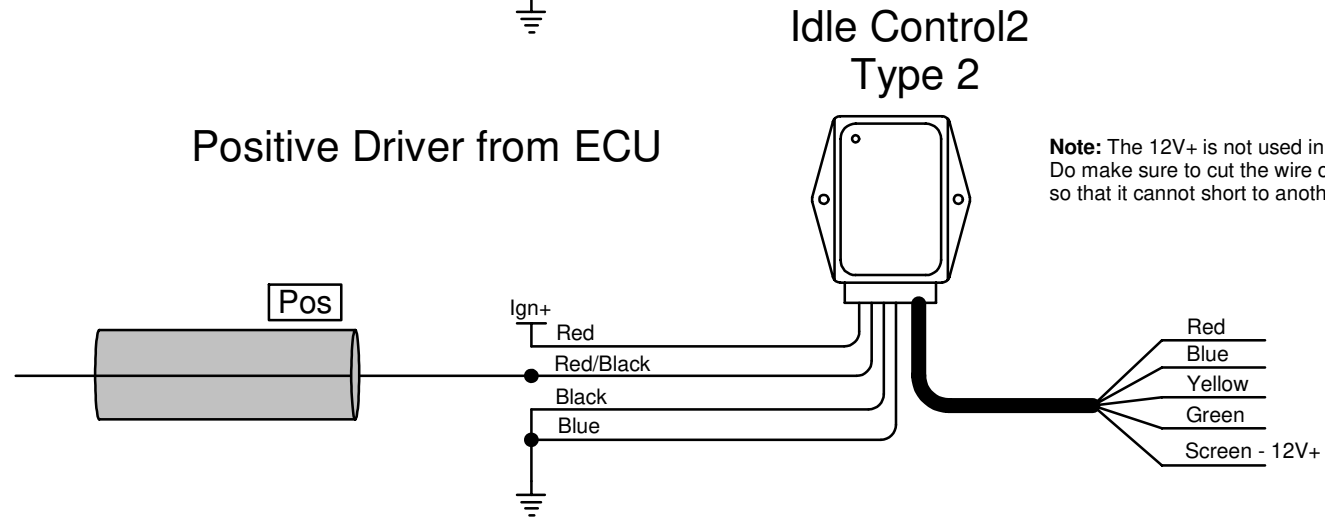 Idle Control2
Type 2
Positive Driver from ECU
Note: The 12V+ is not used in
Do make sure to cut the wire
so that it cannot short to
Pos
Ign+
Red
Red/Black
Black
Blue
Red
Blue
Yellow
Green
Screen - 12V+